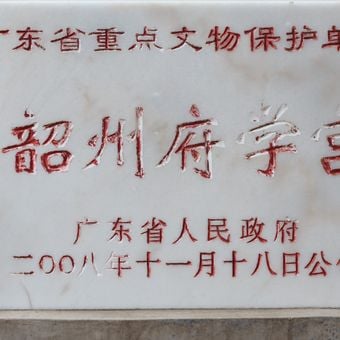 广东省重点文物保护单
韶州府学宫
广东省人民政府
二〇〇八年十一月十八日公